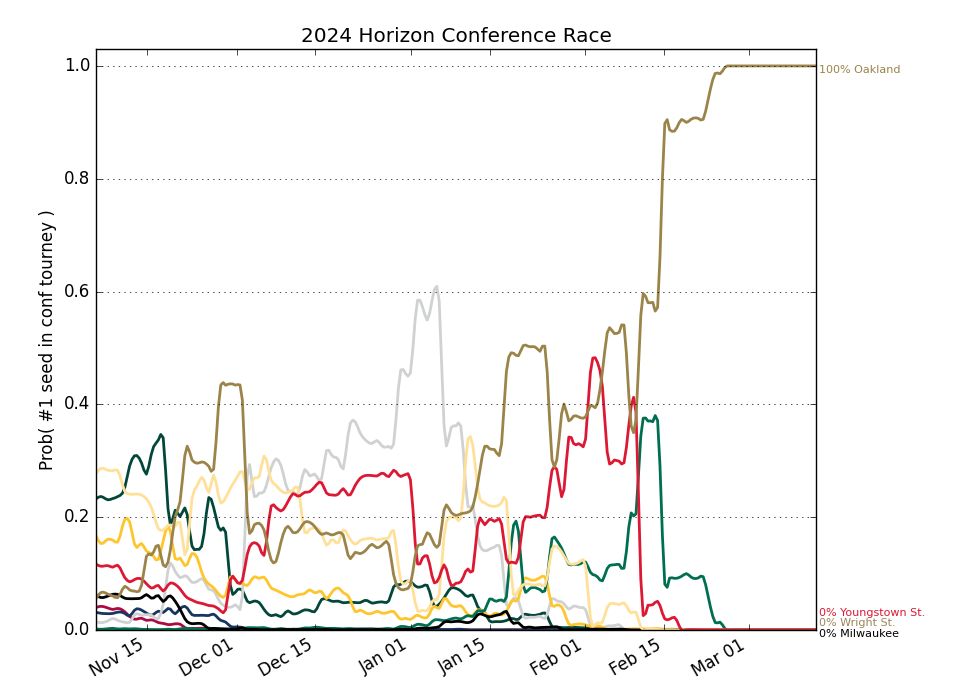 2024 Horizon Conference Race
Prob( #1 seed in conf tourney )
1.0
0.8
0.6
0.4
0.2
0.0
Nov 15
Dec 01
Dec 15
Jan 01
Jan 15
Feb 01
Feb 15
Mar 01
100% Oakland
0% Youngstown St.
0% Wright St.
0% Milwaukee